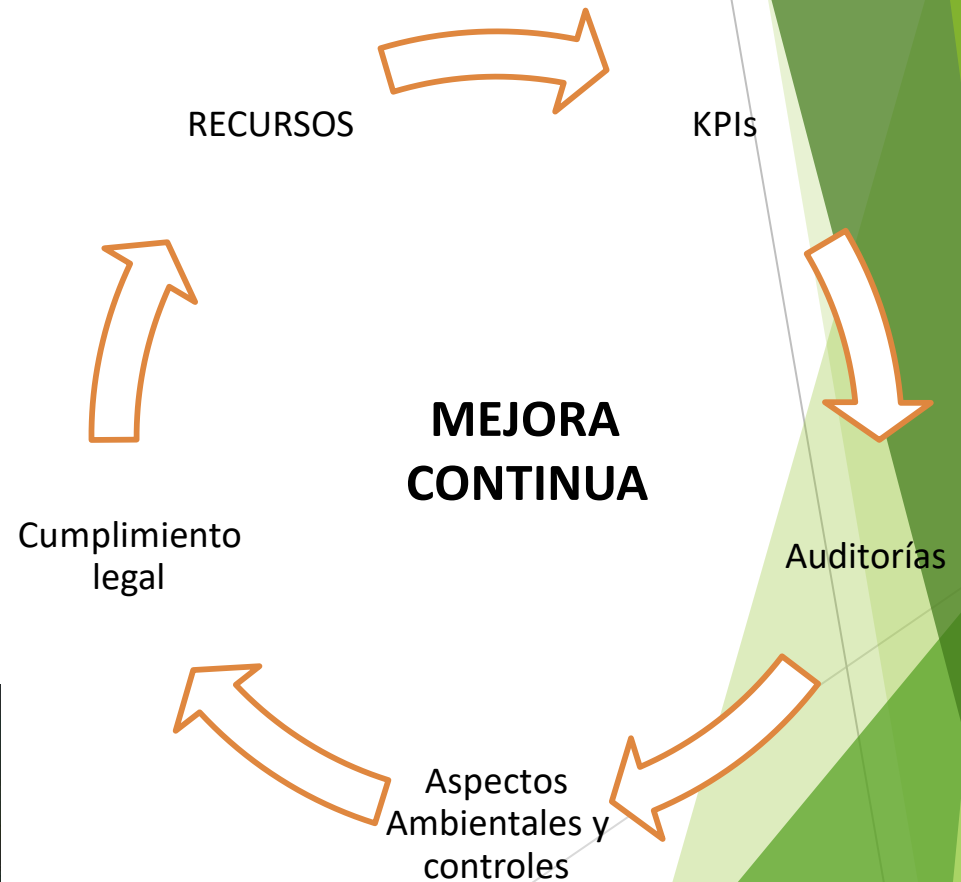 RECURSOS
KPIs
MEJORA
CONTINUA
Cumplimiento
legal
Auditorías
Aspectos
Ambientales y
controles